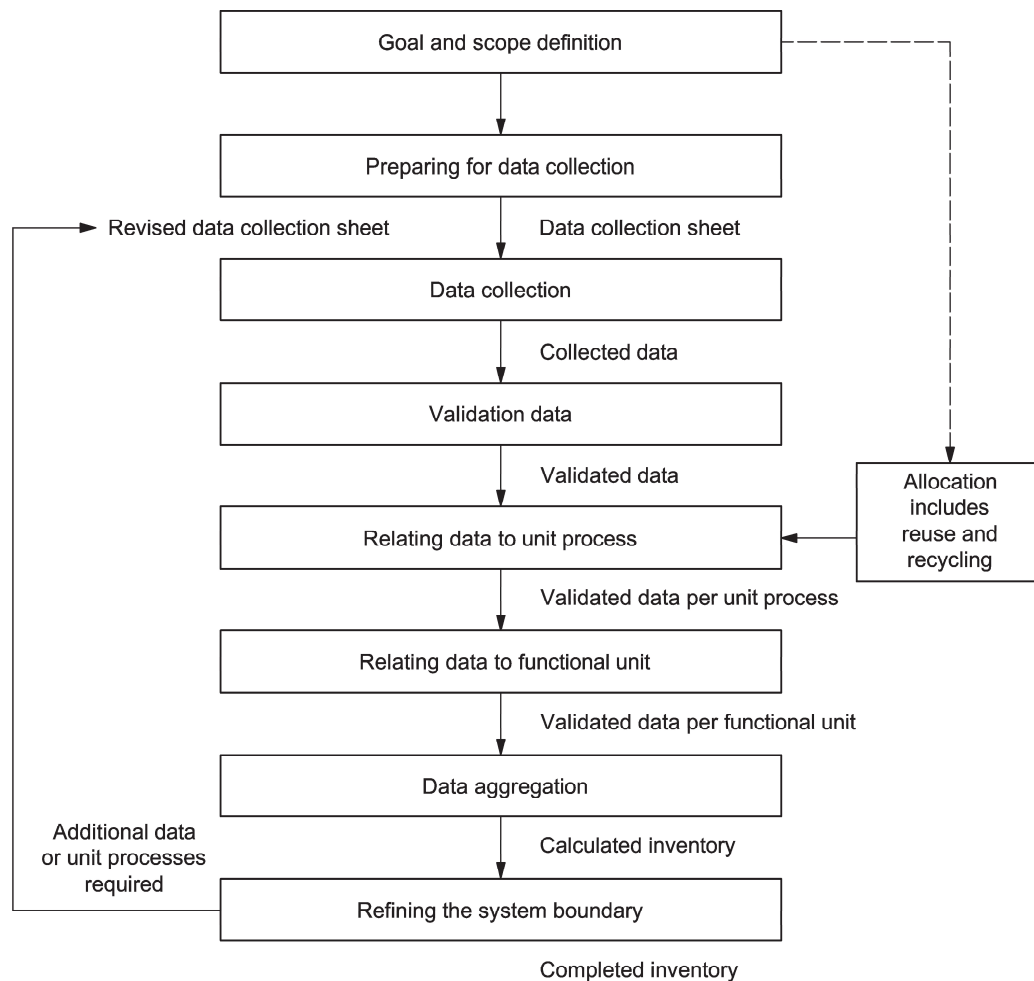 Goal and scope definition
Preparing for data collection
Revised data collection sheet
Data collection sheet
Data collection
Collected data
Validation data
Validated data
Allocation
includes
reuse and
recycling
Relating data to unit process
Validated data per unit process
Relating data to functional unit
Validated data per functional unit
Data aggregation
Calculated inventory
Additional data
or unit processes
required
Refining the system boundary
Completed inventory